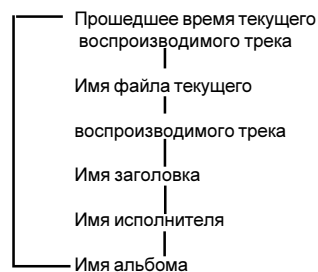 Прошедшее время текущего
воспроизводимого трека
Имя файла текущего
воспроизводимого трека
Имя заголовка
Имя исполнителя
Имя альбома